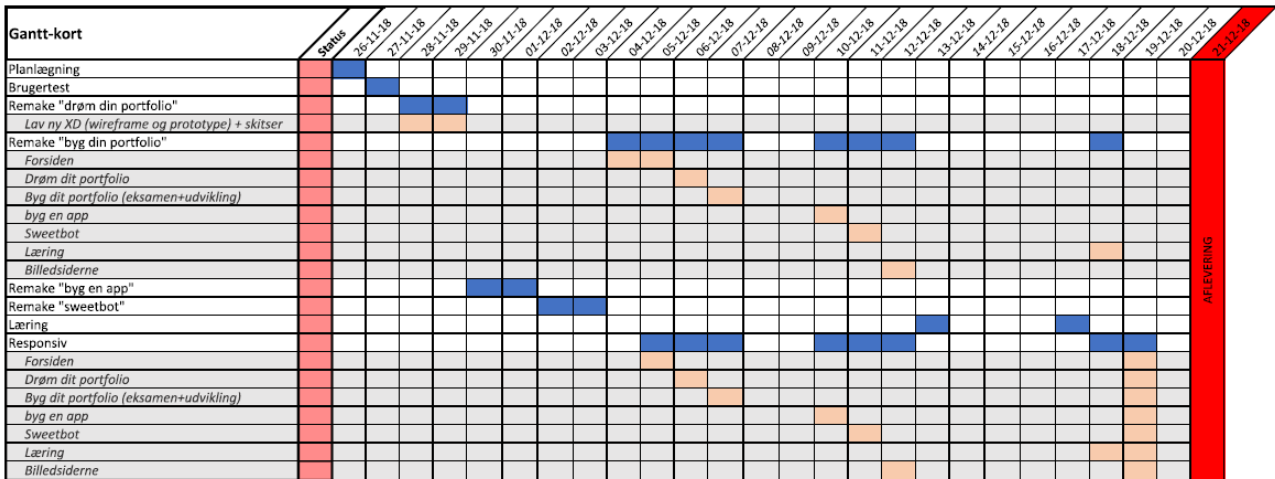 Gantt-kort
Status
26-11-18
27-11-18
28-11-18
29-11-18
30-11-18
01-12-18
02-12-18
03-12-18
04-12-18
05-12-18
06-12-18
07-12-18
08-12-18
09-12-18
10-12-18
11-12-18
12-12-18
13-12-18
14-12-18
15-12-18
16-12-18
17-12-18
18-12-18
19-12-18
20-12-18
21-12-18
Planlægning
Brugertest
Remake "drøm din portfolio"
Lav ny XD (wireframe og prototype) + skitser
Remake "byg din portfolio"
Forsiden
Drøm dit portfolio
Byg dit portfolio (eksamen+udvikling)
byg en app
Sweetbot
Læring
Billedsiderne
Remake "byg en app"
Remake "sweetbot"
Læring
Responsiv
Forsiden
Drøm dit portfolio
Byg dit portfolio (eksamen+udvikling)
byg en app
Sweetbot
Læring
Billedsiderne
AFLEVERING